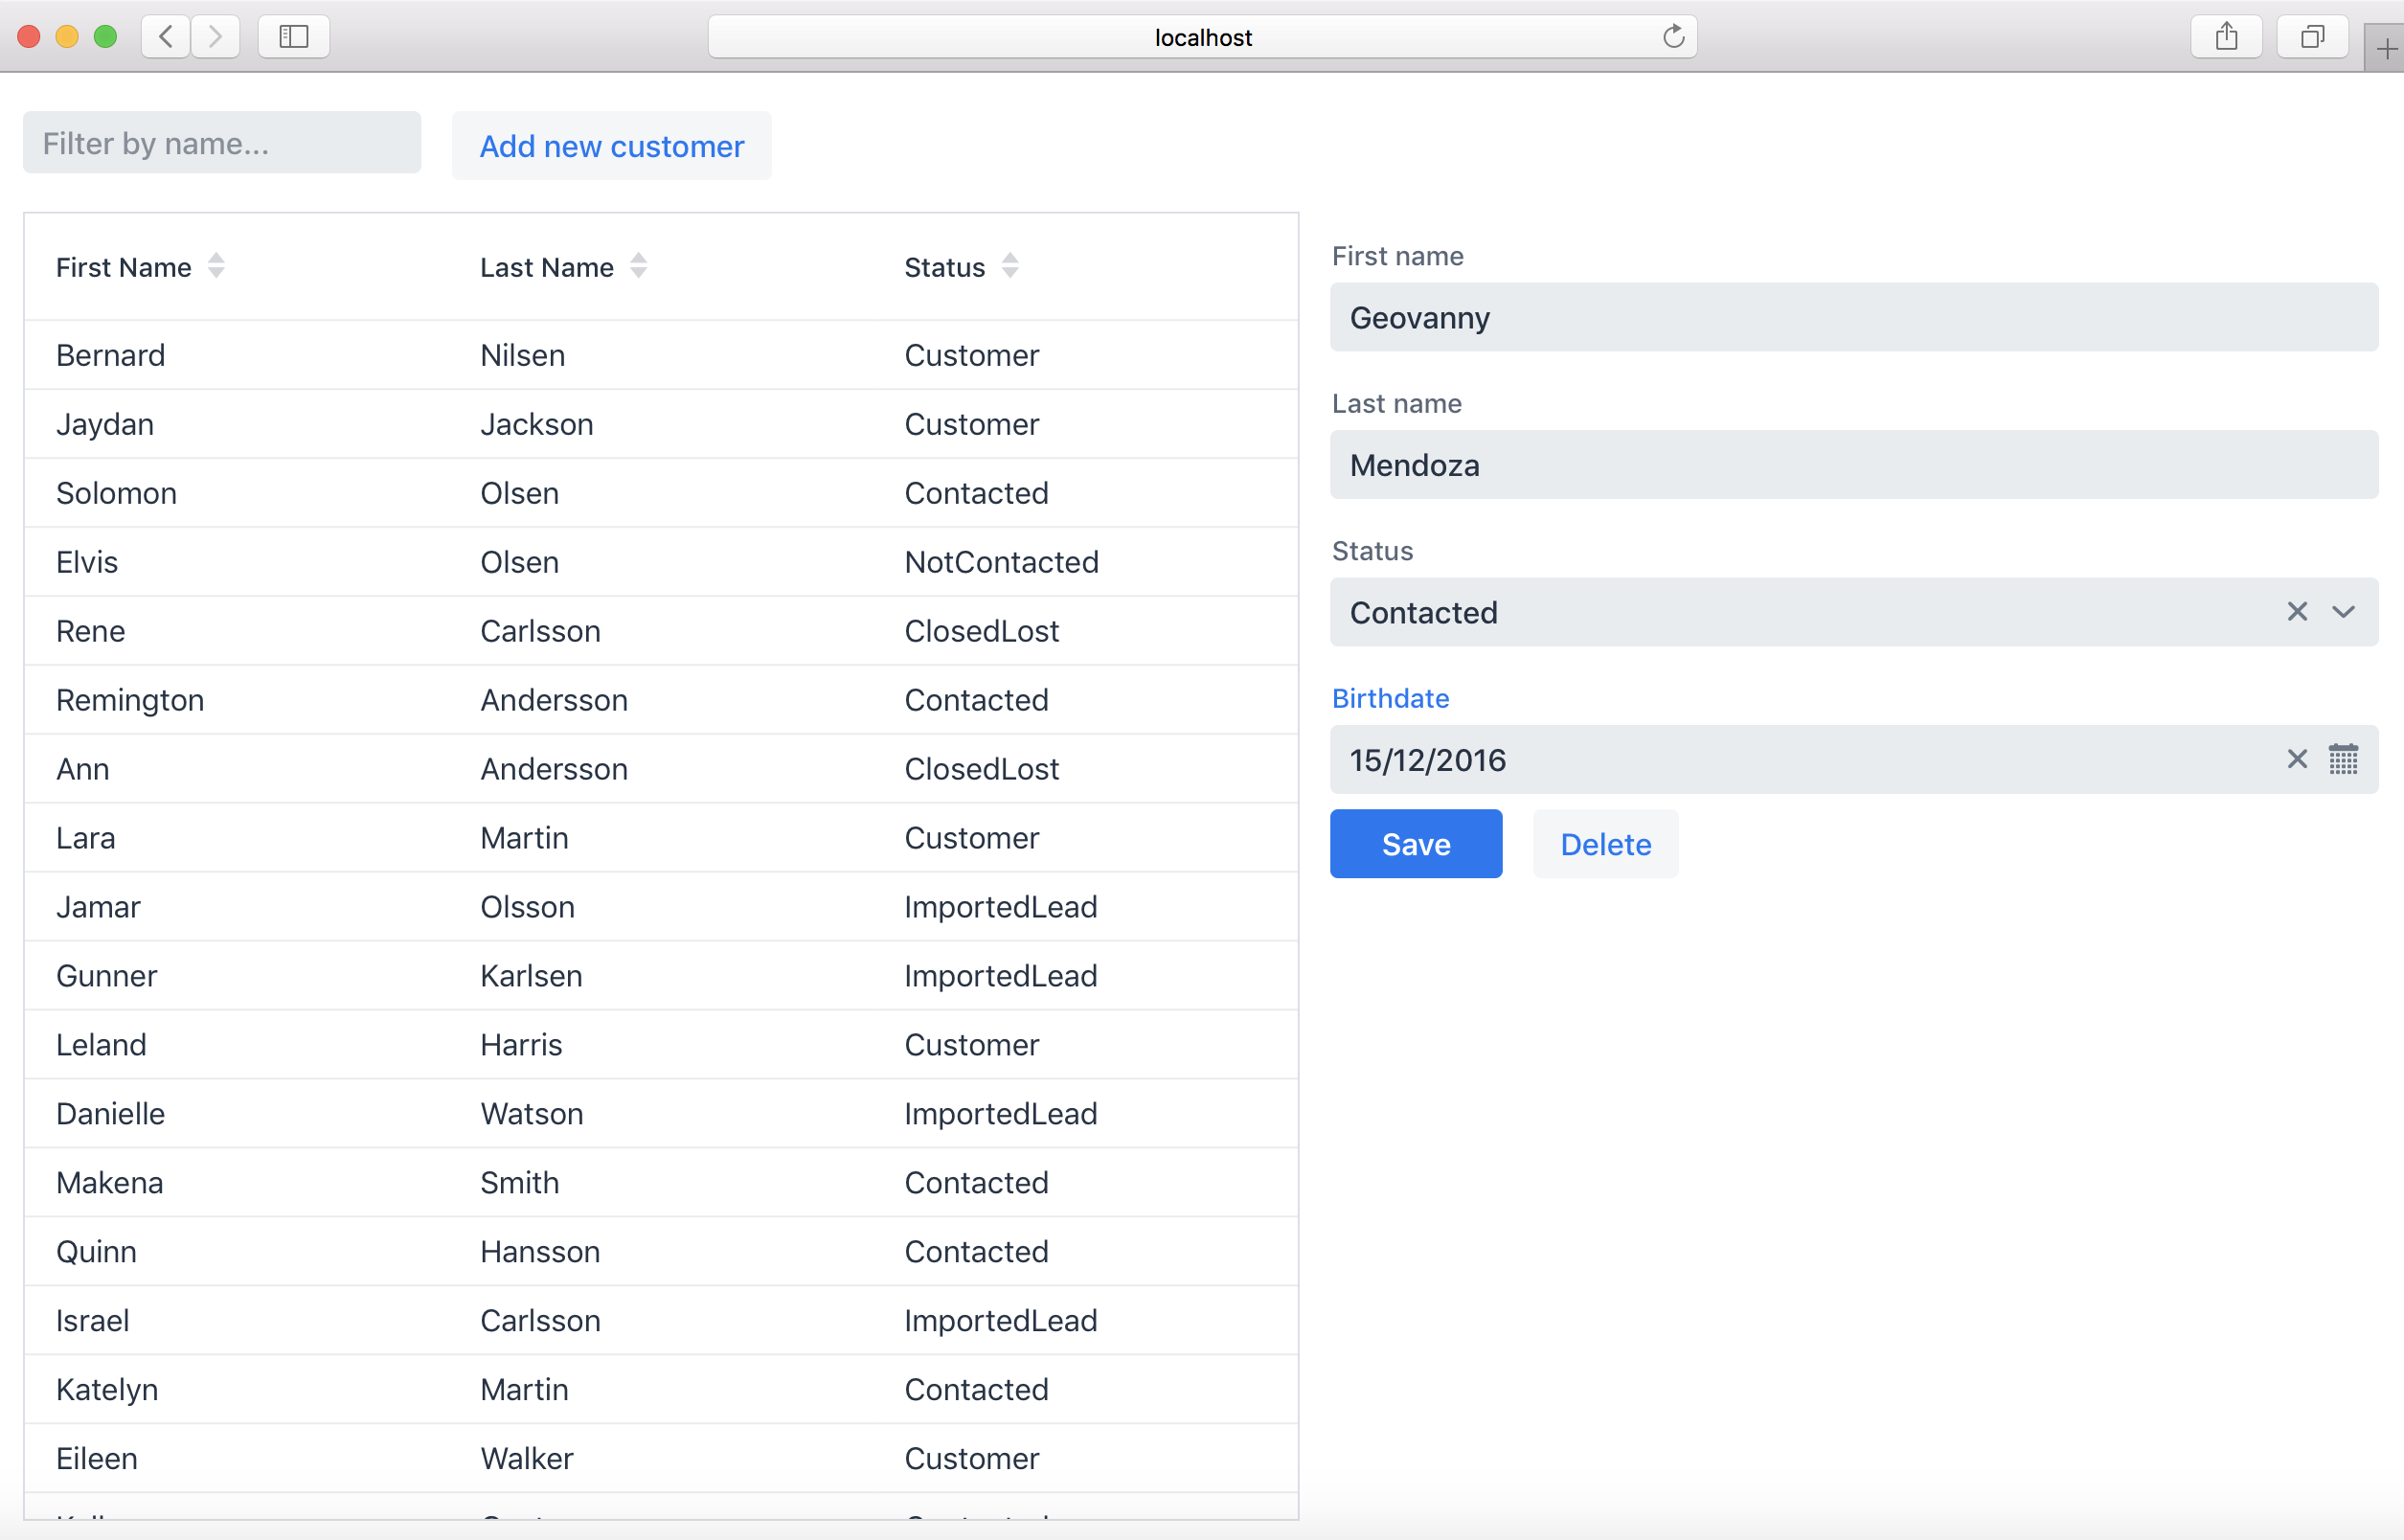 localhost
Filter by name...
Add new customer
First Name Last Name Status
Bernard Nilsen Customer
Jaydan Jackson Customer
Solomon Olsen Contacted
Elvis Olsen NotContacted
Rene Carlsson ClosedLost
Remington Andersson Contacted
Ann Andersson ClosedLost
Lara Martin Customer
Jamar Olsson ImportedLead
Gunner Karlsen ImportedLead
Leland Harris Customer
Danielle Watson ImportedLead
Makena Smith Contacted
Quinn Hansson Contacted
Israel Carlsson ImportedLead
Katelyn Martin Contacted
Eileen Walker Customer
First name
Geovanny
Last name
Mendoza
Status
Contacted
Birthdate
15/12/2016
Save Delete